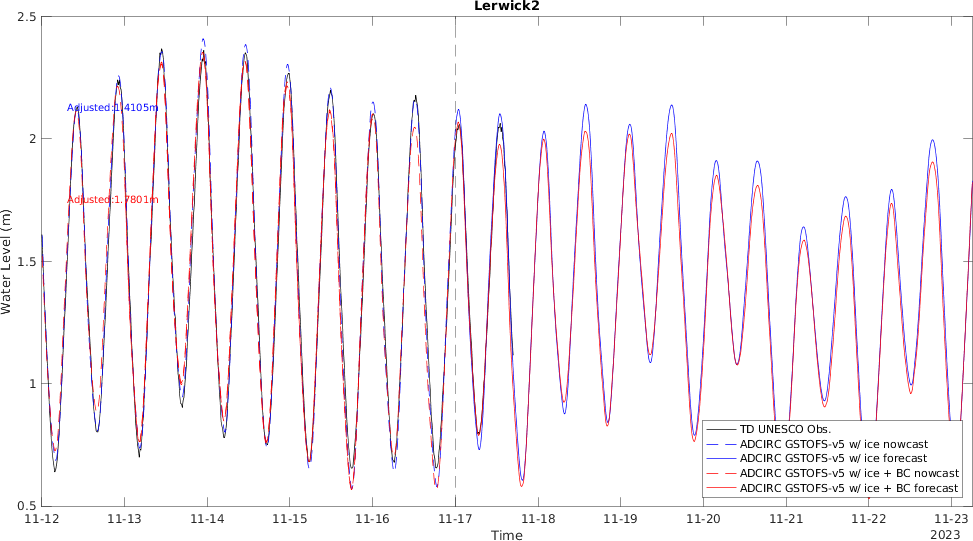 Lerwick2
2.5
2
1.5
1
0.5
Water Level (m)
Adjusted:1.4105m
Adjusted:1.7801m
TD UNESCO Obs.
ADCIRC GSTOFS-v5 w/ ice nowcast
ADCIRC GSTOFS-v5 w/ ice forecast
ADCIRC GSTOFS-v5 w/ ice + BC nowcast
ADCIRC GSTOFS-v5 w/ ice + BC forecast
11-12 11-13 11-14 11-15 11-16 11-17 11-18 11-19 11-20 11-21 11-22 11-23
Time
2023